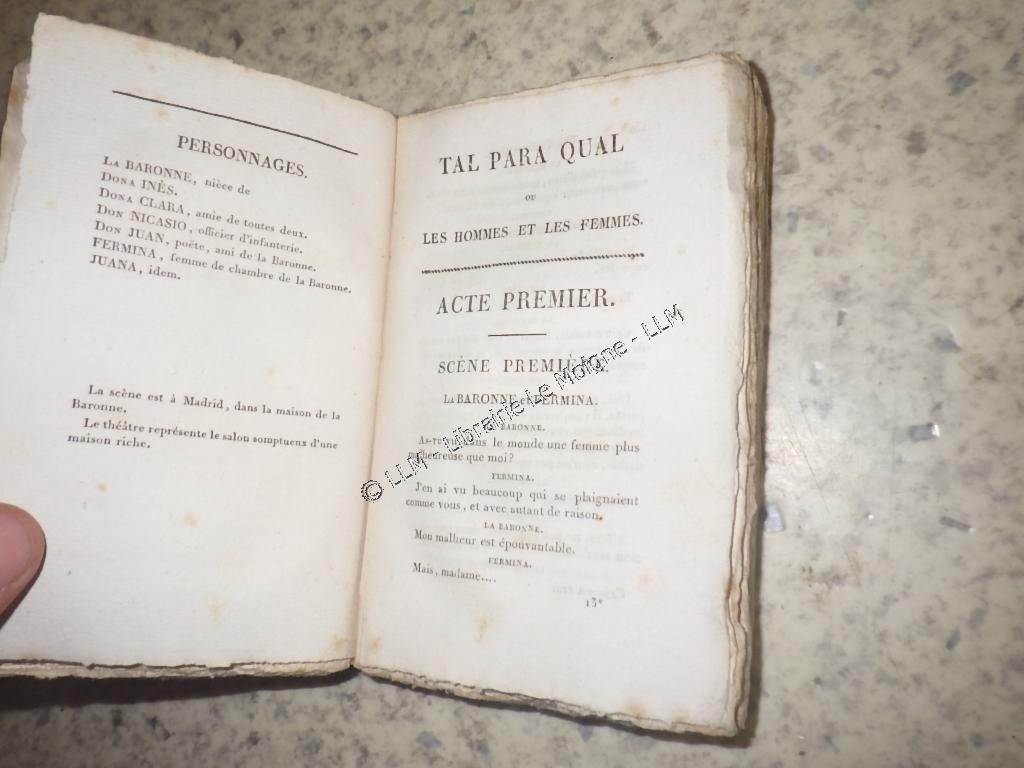 PERSONNAGES.
LA BARONNE, nièce de
DONA INÈS.
DONA CLARA, amie de toutes deux.
DON NICASIO, officier d'infanterie.
DON JUAN, poëte, ami de la Baronne.
FERMINA, femme de chambre de la Baronne.
JUANA, idem.
La scène est à Madrid, dans la maison de la
Baronne.
Le théâtre représente le salon somptueux d'une
maison riche.
TAL PARA QUAL
OU
LES HOMMES ET LES FEMMES.
ACTE PREMIER.
SCÈNE PREMIÈRE.
LA BARONNE et FERMINA.
LA BARONNE.
As-tu vu dans le monde une femme plus
malheureuse que moi?
FERMINA.
J'en ai vu beaucoup qui se plaignaient
comme vous, et avec autant de raison.
LA BARONNE.
Mon malheur est épouvantable.
FERMINA.
Mais, madame....
13*
© LLM - Librairie Le Moigne - LLM